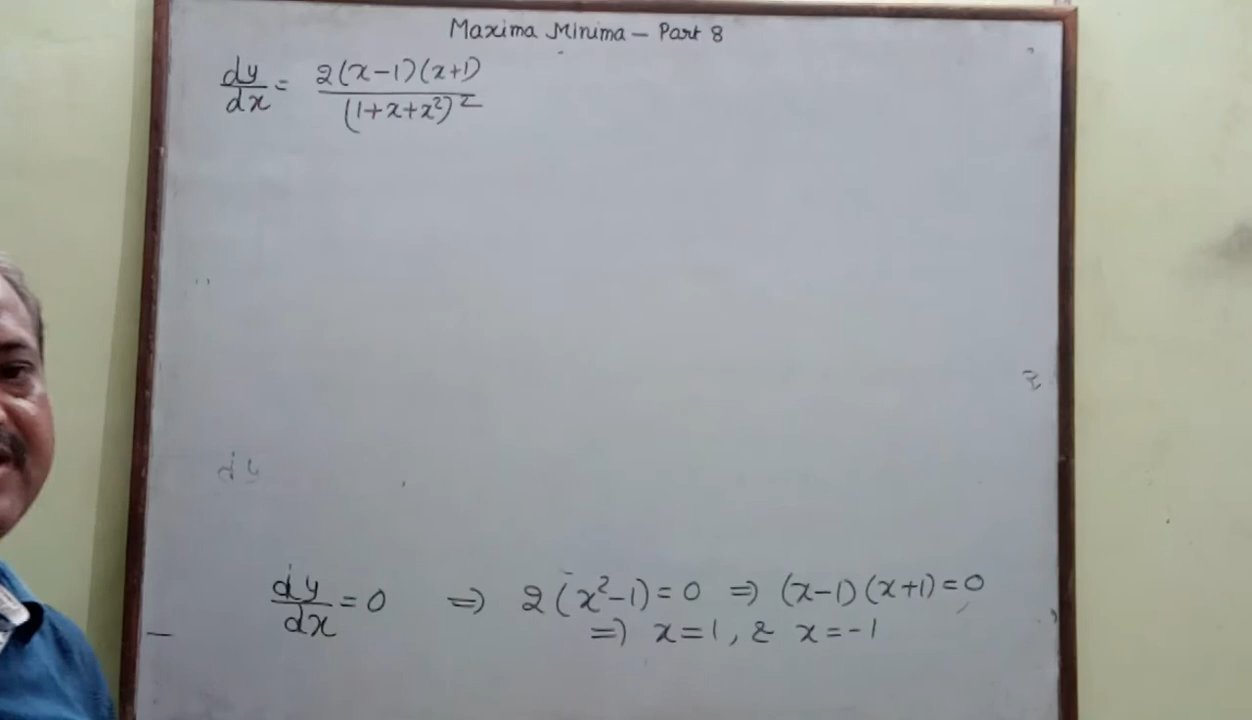 Maxima Minima – Part 8
dy/dx = 2(x-1)(x+1)/(1+x+x²)²
dy/dx = 0 ⇒ 2(x²-1) = 0 ⇒ (x-1)(x+1) = 0
⇒ x = 1, & x = -1